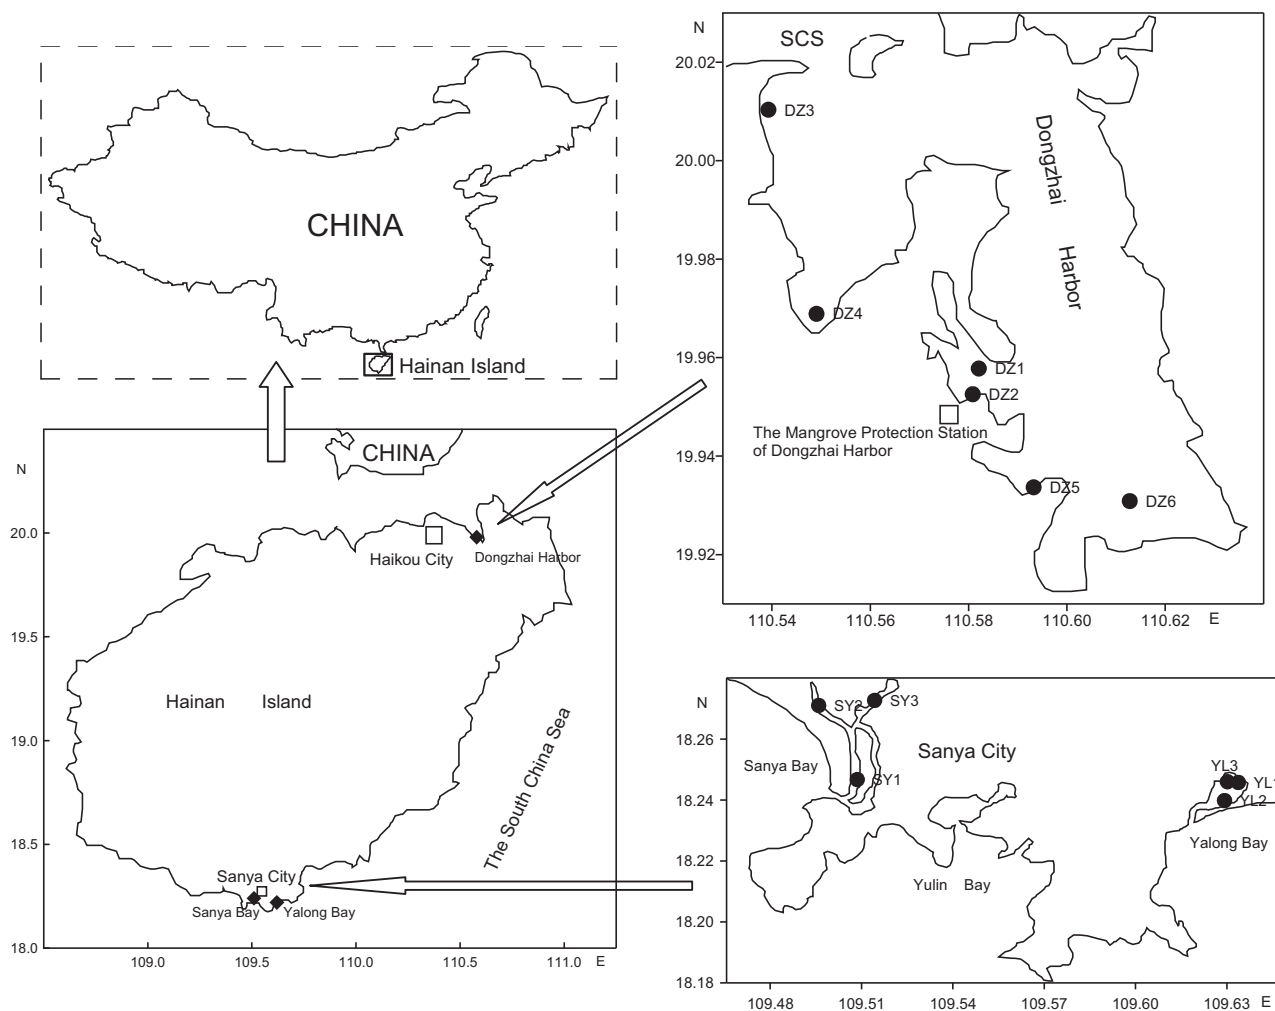 CHINA
Hainan Island
N
SCS
20.02
20.00
19.98
19.96
19.94
19.92
DZ3
Dongzhai
Harbor
DZ4
DZ1
DZ2
The Mangrove Protection Station
of Dongzhai Harbor
DZ5
DZ6
110.54
110.56
110.58
110.60
110.62
E
N
CHINA
20.0
19.5
19.0
18.5
18.0
Haikou City
Dongzhai Harbor
Hainan Island
The South China Sea
Sanya City
Sanya Bay
Yalong Bay
109.0
109.5
110.0
110.5
111.0
E
N
18.26
18.24
18.22
18.20
18.18
SY2
SY3
Sanya City
Sanya Bay
SY1
YL3
YL1
YL2
Yalong Bay
Yulin Bay
109.48
109.51
109.54
109.57
109.60
109.63
E